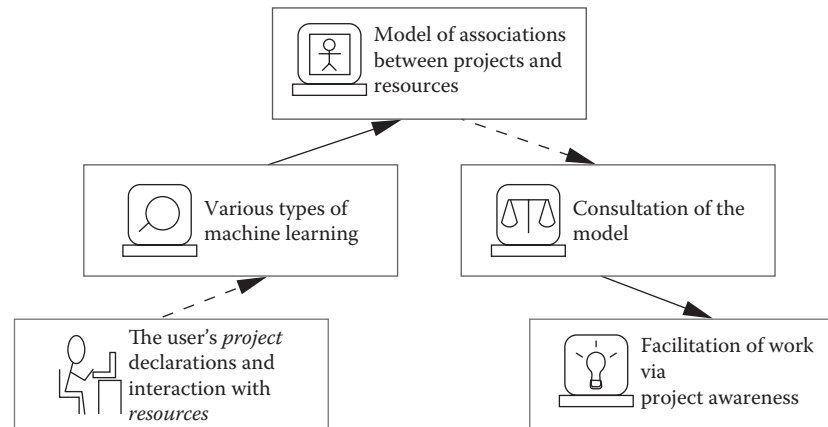 Model of associations
between projects and
resources
Various types of
machine learning
Consultation of the
model
The user's project
declarations and
interaction with
resources
Facilitation of work
via
project awareness